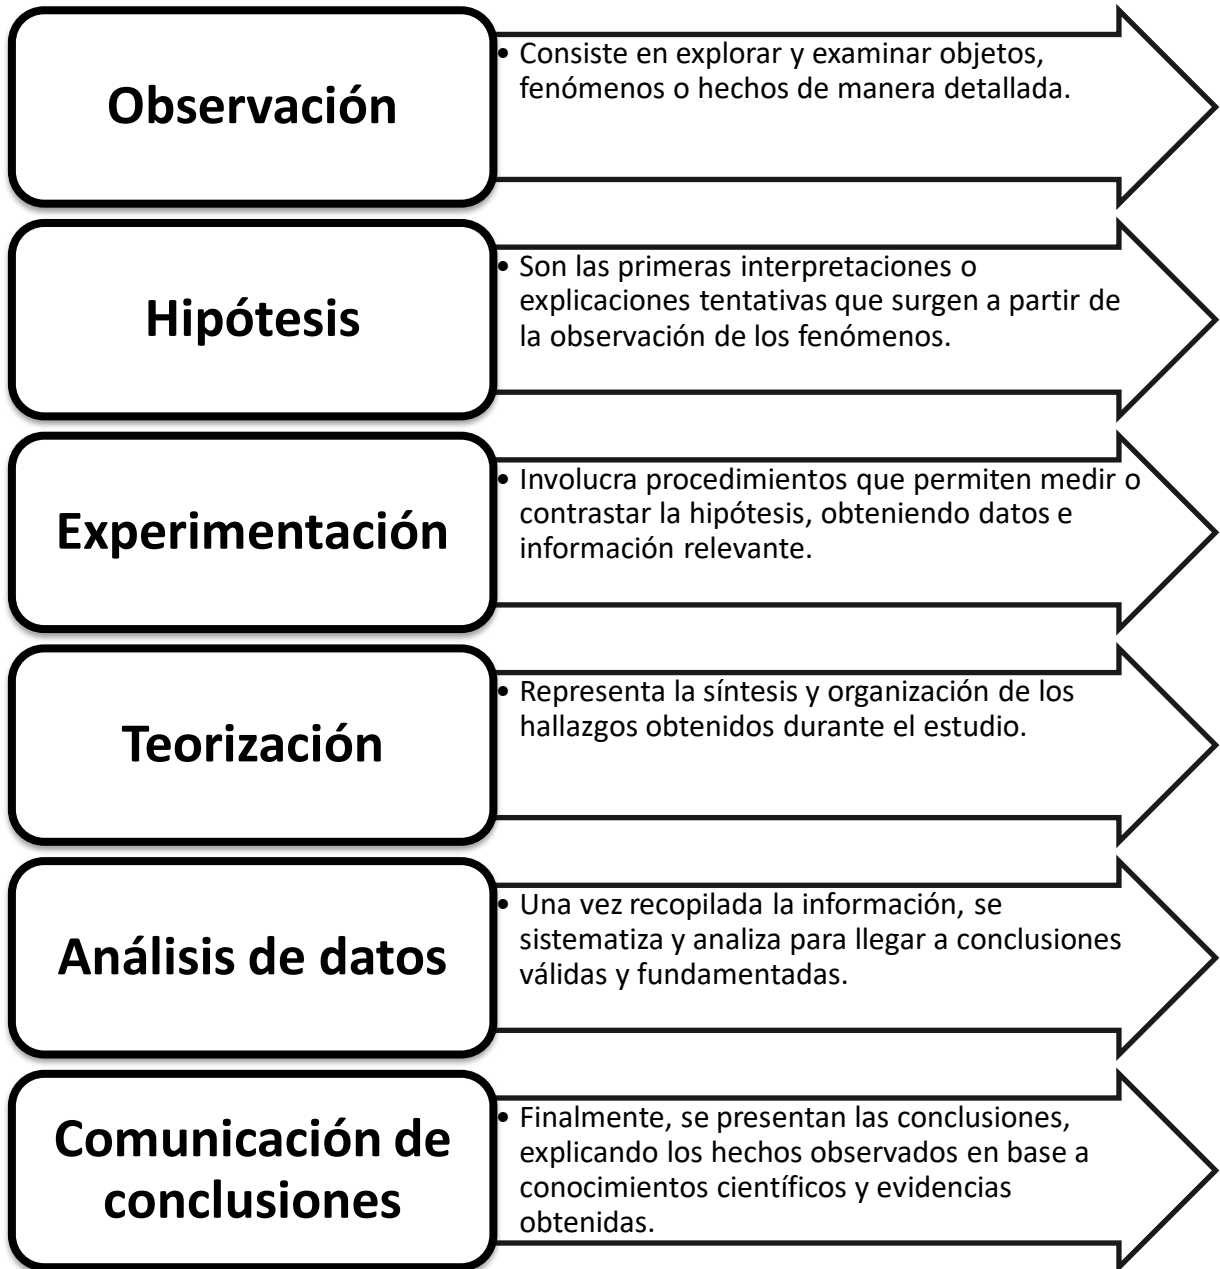 Observación
• Consiste en explorar y examinar objetos,
fenómenos o hechos de manera detallada.
Hipótesis
• Son las primeras interpretaciones o
explicaciones tentativas que surgen a partir de
la observación de los fenómenos.
Experimentación
• Involucra procedimientos que permiten medir o
contrastar la hipótesis, obteniendo datos e
información relevante.
Teorización
• Representa la síntesis y organización de los
hallazgos obtenidos durante el estudio.
Análisis de datos
• Una vez recopilada la información, se
sistematiza y analiza para llegar a conclusiones
válidas y fundamentadas.
Comunicación de
conclusiones
• Finalmente, se presentan las conclusiones,
explicando los hechos observados en base a
conocimientos científicos y evidencias
obtenidas.